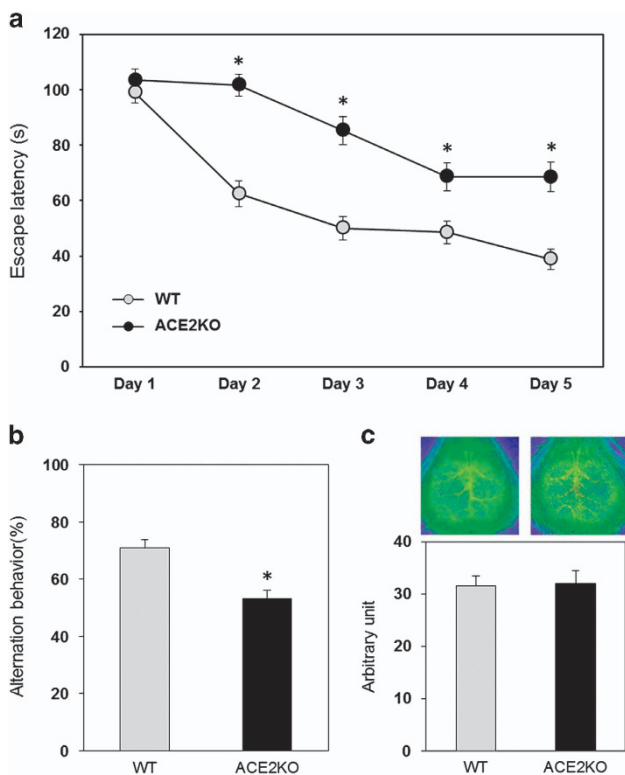 a
120
100
80
60
40
20
0
Escape latency (s)
*
*
*
*
WT
ACE2KO
Day 1 Day 2 Day 3 Day 4 Day 5
b
100
80
60
40
20
0
Alternation behavior(%)
*
WT ACE2KO
c
40
30
20
10
0
Arbitrary unit
WT ACE2KO